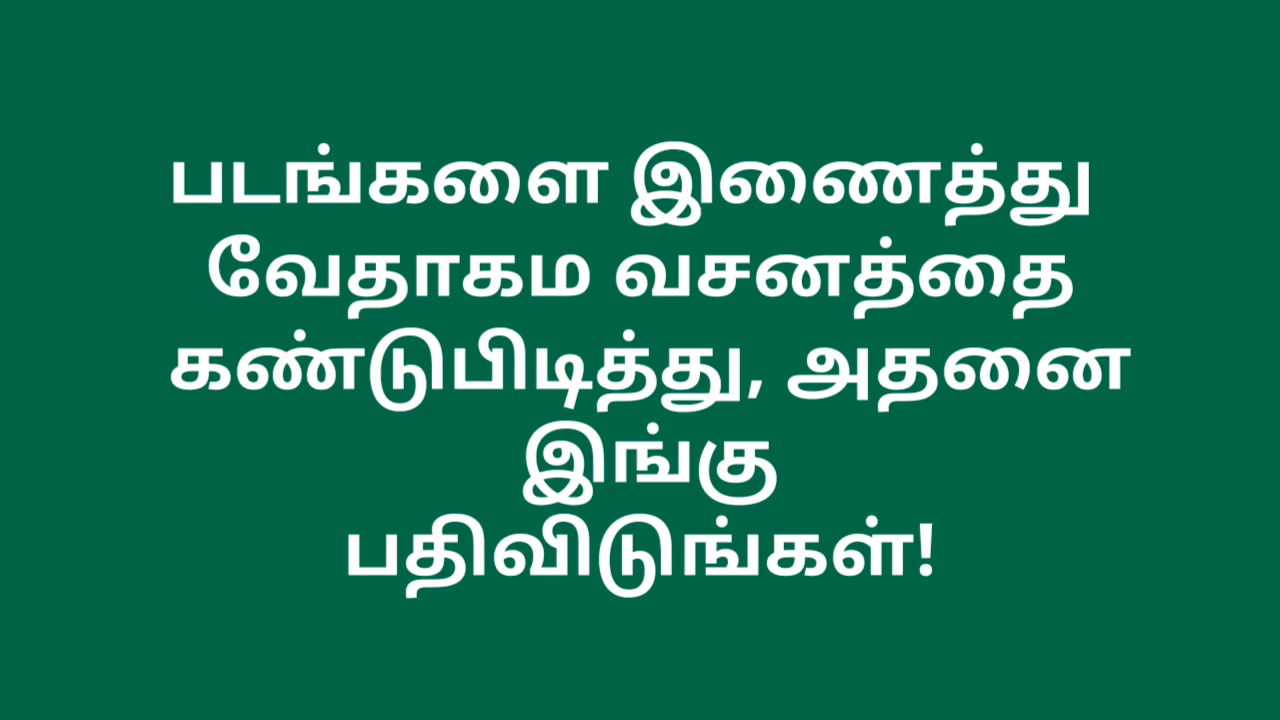 படங்களை இணைத்து
வேதாகம வசனத்தை
கண்டுபிடித்து, அதனை
இங்கு
பதிவிடுங்கள்!